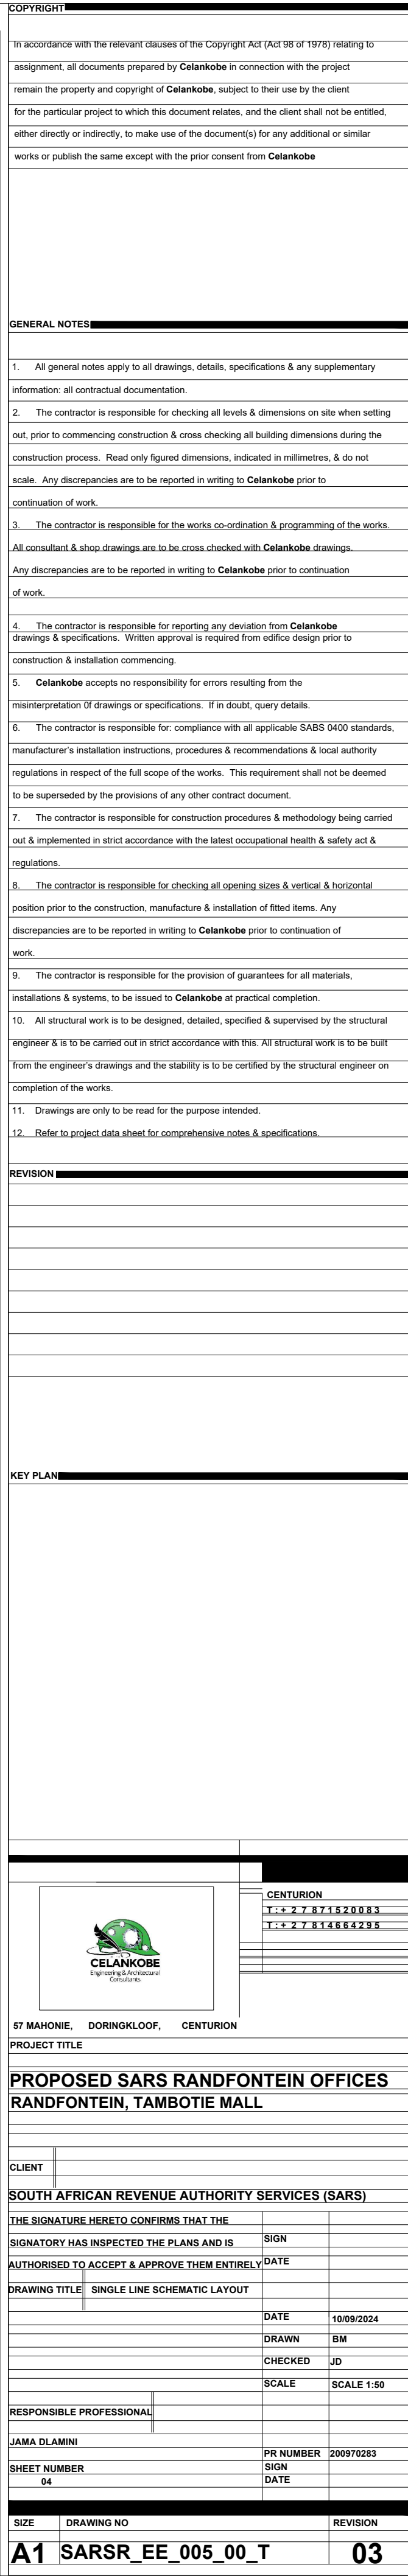 COPYRIGHT
In accordance with the relevant clauses of the Copyright Act (Act 98 of 1978) relating to
assignment, all documents prepared by Celankobe in connection with the project
remain the property and copyright of Celankobe, subject to their use by the client
for the particular project to which this document relates, and the client shall not be entitled,
either directly or indirectly, to make use of the document(s) for any additional or similar
works or publish the same except with the prior consent from Celankobe
GENERAL NOTES
1. All general notes apply to all drawings, details, specifications & any supplementary
information: all contractual documentation.
2. The contractor is responsible for checking all levels & dimensions on site when setting
out, prior to commencing construction & cross checking all building dimensions during the
construction process. Read only figured dimensions, indicated in millimetres, & do not
scale. Any discrepancies are to be reported in writing to Celankobe prior to
continuation of work.
3. The contractor is responsible for the works co-ordination & programming of the works.
All consultant & shop drawings are to be cross checked with Celankobe drawings.
Any discrepancies are to be reported in writing to Celankobe prior to continuation
of work.
4. The contractor is responsible for reporting any deviation from Celankobe
drawings & specifications. Written approval is required from edifice design prior to
construction & installation commencing.
5. Celankobe accepts no responsibility for errors resulting from the
misinterpretation 0f drawings or specifications. If in doubt, query details.
6. The contractor is responsible for: compliance with all applicable SABS 0400 standards,
manufacturer's installation instructions, procedures & recommendations & local authority
regulations in respect of the full scope of the works. This requirement shall not be deemed
to be superseded by the provisions of any other contract document.
7. The contractor is responsible for construction procedures & methodology being carried
out & implemented in strict accordance with the latest occupational health & safety act &
regulations.
8. The contractor is responsible for checking all opening sizes & vertical & horizontal
position prior to the construction, manufacture & installation of fitted items. Any
discrepancies are to be reported in writing to Celankobe prior to continuation of
work.
9. The contractor is responsible for the provision of guarantees for all materials,
installations & systems, to be issued to Celankobe at practical completion.
10. All structural work is to be designed, detailed, specified & supervised by the structural
engineer & is to be carried out in strict accordance with this. All structural work is to be built
from the engineer's drawings and the stability is to be certified by the structural engineer on
completion of the works.
11. Drawings are only to be read for the purpose intended.
12. Refer to project data sheet for comprehensive notes & specifications.
REVISION
KEY PLAN
CENTURION
T : + 2 7 8 7 1 5 2 0 0 8 3
T : + 2 7 8 1 4 6 6 4 2 9 5
CELANKOBE
Engineering & Architectural
Consultants
57 MAHONIE, DORINGKLOOF, CENTURION
PROJECT TITLE
PROPOSED SARS RANDFONTEIN OFFICES
RANDFONTEIN, TAMBOTIE MALL
CLIENT
SOUTH AFRICAN REVENUE AUTHORITY SERVICES (SARS)
THE SIGNATURE HERETO CONFIRMS THAT THE
SIGNATORY HAS INSPECTED THE PLANS AND IS SIGN
AUTHORISED TO ACCEPT & APPROVE THEM ENTIRELY DATE
DRAWING TITLE SINGLE LINE SCHEMATIC LAYOUT
DATE 10/09/2024
DRAWN BM
CHECKED JD
SCALE SCALE 1:50
RESPONSIBLE PROFESSIONAL
JAMA DLAMINI
PR NUMBER 200970283
SHEET NUMBER SIGN
04 DATE
SIZE DRAWING NO REVISION
A1 SARSR_EE_005_00_T 03